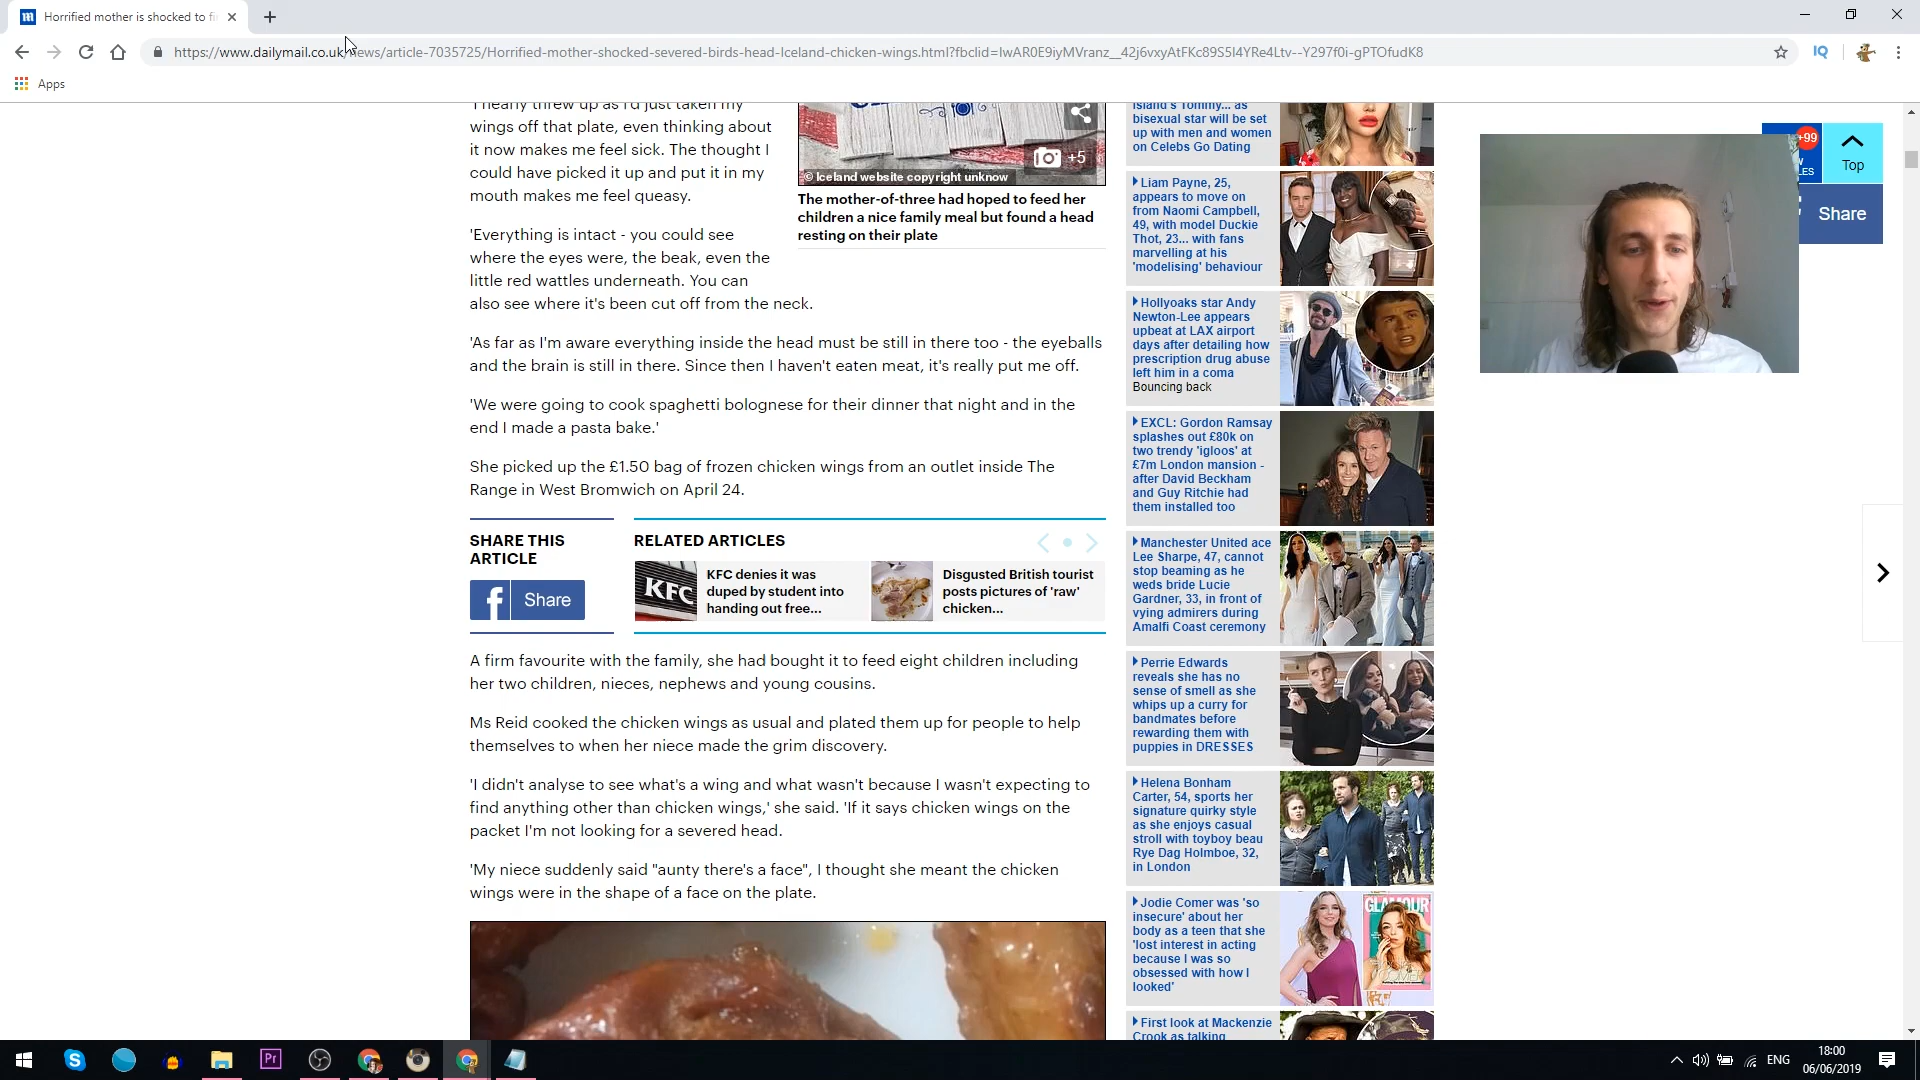 Horrified mother is shocked to fi
https://www.dailymail.co.uk/news/article-7035725/Horrified-mother-shocked-severed-birds-head-Iceland-chicken-wings.html?fbclid=IwAR0E9iyMVranz__42j6vxyAtFKc89S5l4YRe4Ltv--Y297f0i-gPTOfudK8
IQ
Apps
'I nearly threw up as I'd just taken my
wings off that plate, even thinking about
it now makes me feel sick. The thought I
could have picked it up and put it in my
mouth makes me feel queasy.
'Everything is intact - you could see
where the eyes were, the beak, even the
little red wattles underneath. You can
also see where it's been cut off from the neck.
+5
© Iceland website copyright unknow
The mother-of-three had hoped to feed her
children a nice family meal but found a head
resting on their plate
'As far as I'm aware everything inside the head must be still in there too - the eyeballs
and the brain is still in there. Since then I haven't eaten meat, it's really put me off.
'We were going to cook spaghetti bolognese for their dinner that night and in the
end I made a pasta bake.'
She picked up the £1.50 bag of frozen chicken wings from an outlet inside The
Range in West Bromwich on April 24.
SHARE THIS
ARTICLE
f Share
RELATED ARTICLES
KFC
KFC denies it was
duped by student into
handing out free...
Disgusted British tourist
posts pictures of 'raw'
chicken...
A firm favourite with the family, she had bought it to feed eight children including
her two children, nieces, nephews and young cousins.
Ms Reid cooked the chicken wings as usual and plated them up for people to help
themselves to when her niece made the grim discovery.
'I didn't analyse to see what's a wing and what wasn't because I wasn't expecting to
find anything other than chicken wings,' she said. 'If it says chicken wings on the
packet I'm not looking for a severed head.
'My niece suddenly said "aunty there's a face", I thought she meant the chicken
wings were in the shape of a face on the plate.
Island's Tommy... as
bisexual star will be set
up with men and women
on Celebs Go Dating
Liam Payne, 25,
appears to move on
from Naomi Campbell,
49, with model Duckie
Thot, 23... with fans
marvelling at his
'modelising' behaviour
Hollyoaks star Andy
Newton-Lee appears
upbeat at LAX airport
days after detailing how
prescription drug abuse
left him in a coma
Bouncing back
EXCL: Gordon Ramsay
splashes out £80k on
two trendy 'igloos' at
£7m London mansion -
after David Beckham
and Guy Ritchie had
them installed too
Manchester United ace
Lee Sharpe, 47, cannot
stop beaming as he
weds bride Lucie
Gardner, 33, in front of
vying admirers during
Amalfi Coast ceremony
Perrie Edwards
reveals she has no
sense of smell as she
whips up a curry for
bandmates before
rewarding them with
puppies in DRESSES
Helena Bonham
Carter, 54, sports her
signature quirky style
as she enjoys casual
stroll with toyboy beau
Rye Dag Holmboe, 32,
in London
Jodie Comer was 'so
insecure' about her
body as a teen that she
'lost interest in acting
because I was so
obsessed with how I
looked'
GLAMOUR
First look at Mackenzie
Crook as talking
+99
W
LES
Top
Share
Pr
ENG
18:00
06/06/2019